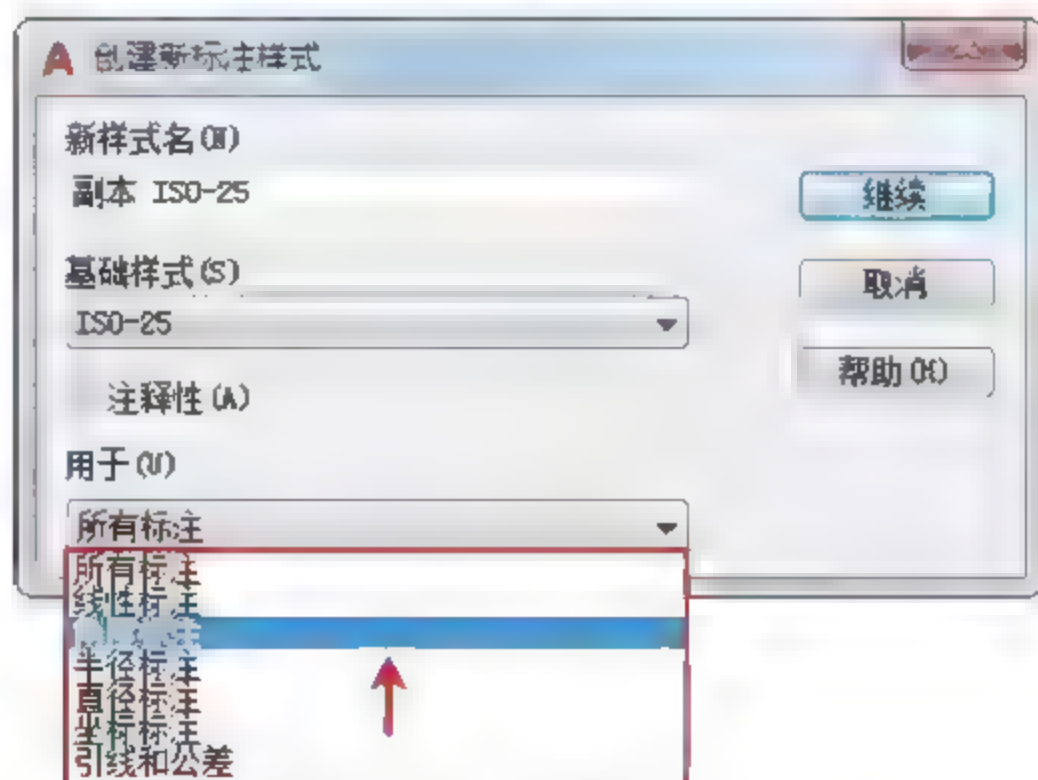 创建新标注样式
新样式名(N)
副本 ISO-25
继续
基础样式(S)
取消
ISO-25
帮助(H)
注释性(A)
用于(U)
所有标注
所有标注
线性标注
半径标注
直径标注
坐标标注
引线和公差